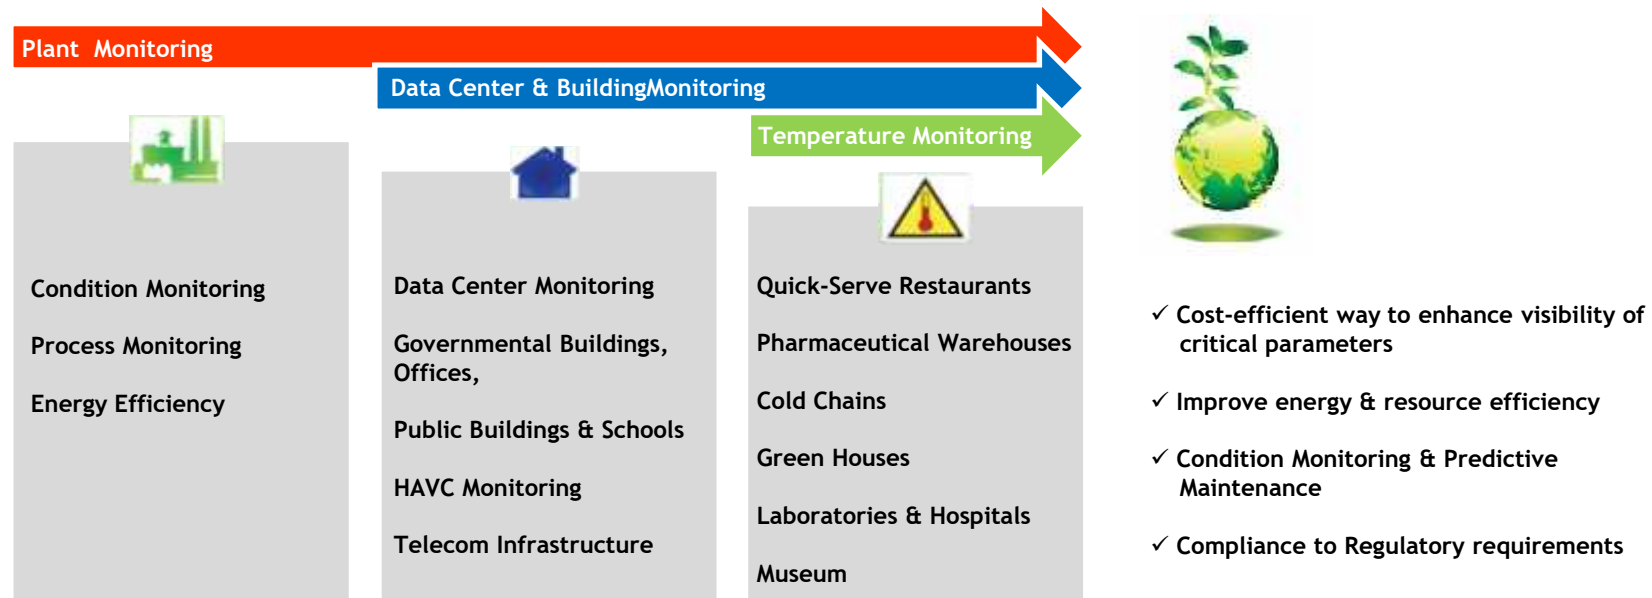 Plant  Monitoring
Data Center & BuildingMonitoring
Temperature Monitoring
Condition Monitoring
Process Monitoring
Energy Efficiency
Data Center Monitoring
Governmental Buildings,
Offices,
Public Buildings & Schools
HAVC Monitoring
Telecom Infrastructure
Quick-Serve Restaurants
Pharmaceutical Warehouses
Cold Chains
Green Houses
Laboratories & Hospitals
Museum
✓ Cost-efficient way to enhance visibility of
critical parameters
✓ Improve energy & resource efficiency
✓ Condition Monitoring & Predictive
Maintenance
✓ Compliance to Regulatory requirements